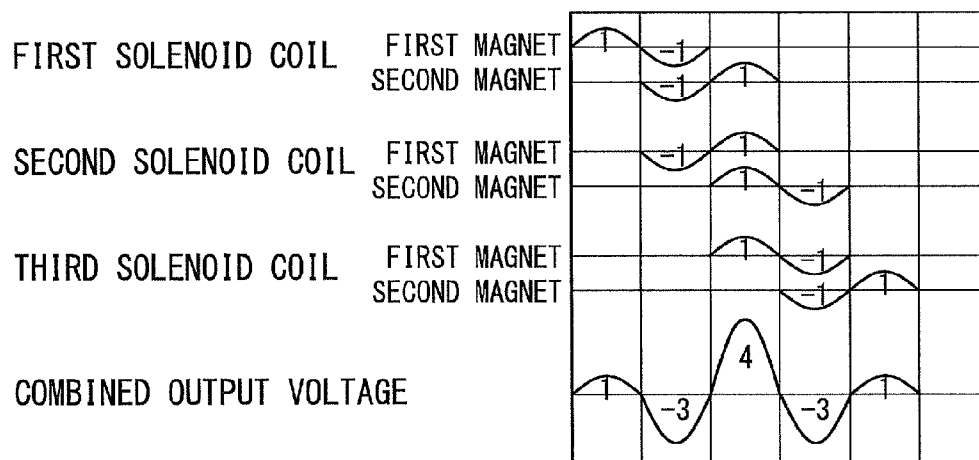 FIRST SOLENOID COIL FIRST MAGNET 1 -1
SECOND MAGNET -1 1
SECOND SOLENOID COIL FIRST MAGNET -1 1
SECOND MAGNET 1 -1
THIRD SOLENOID COIL FIRST MAGNET 1 -1
SECOND MAGNET -1 1
COMBINED OUTPUT VOLTAGE 1 -3 4 -3 1